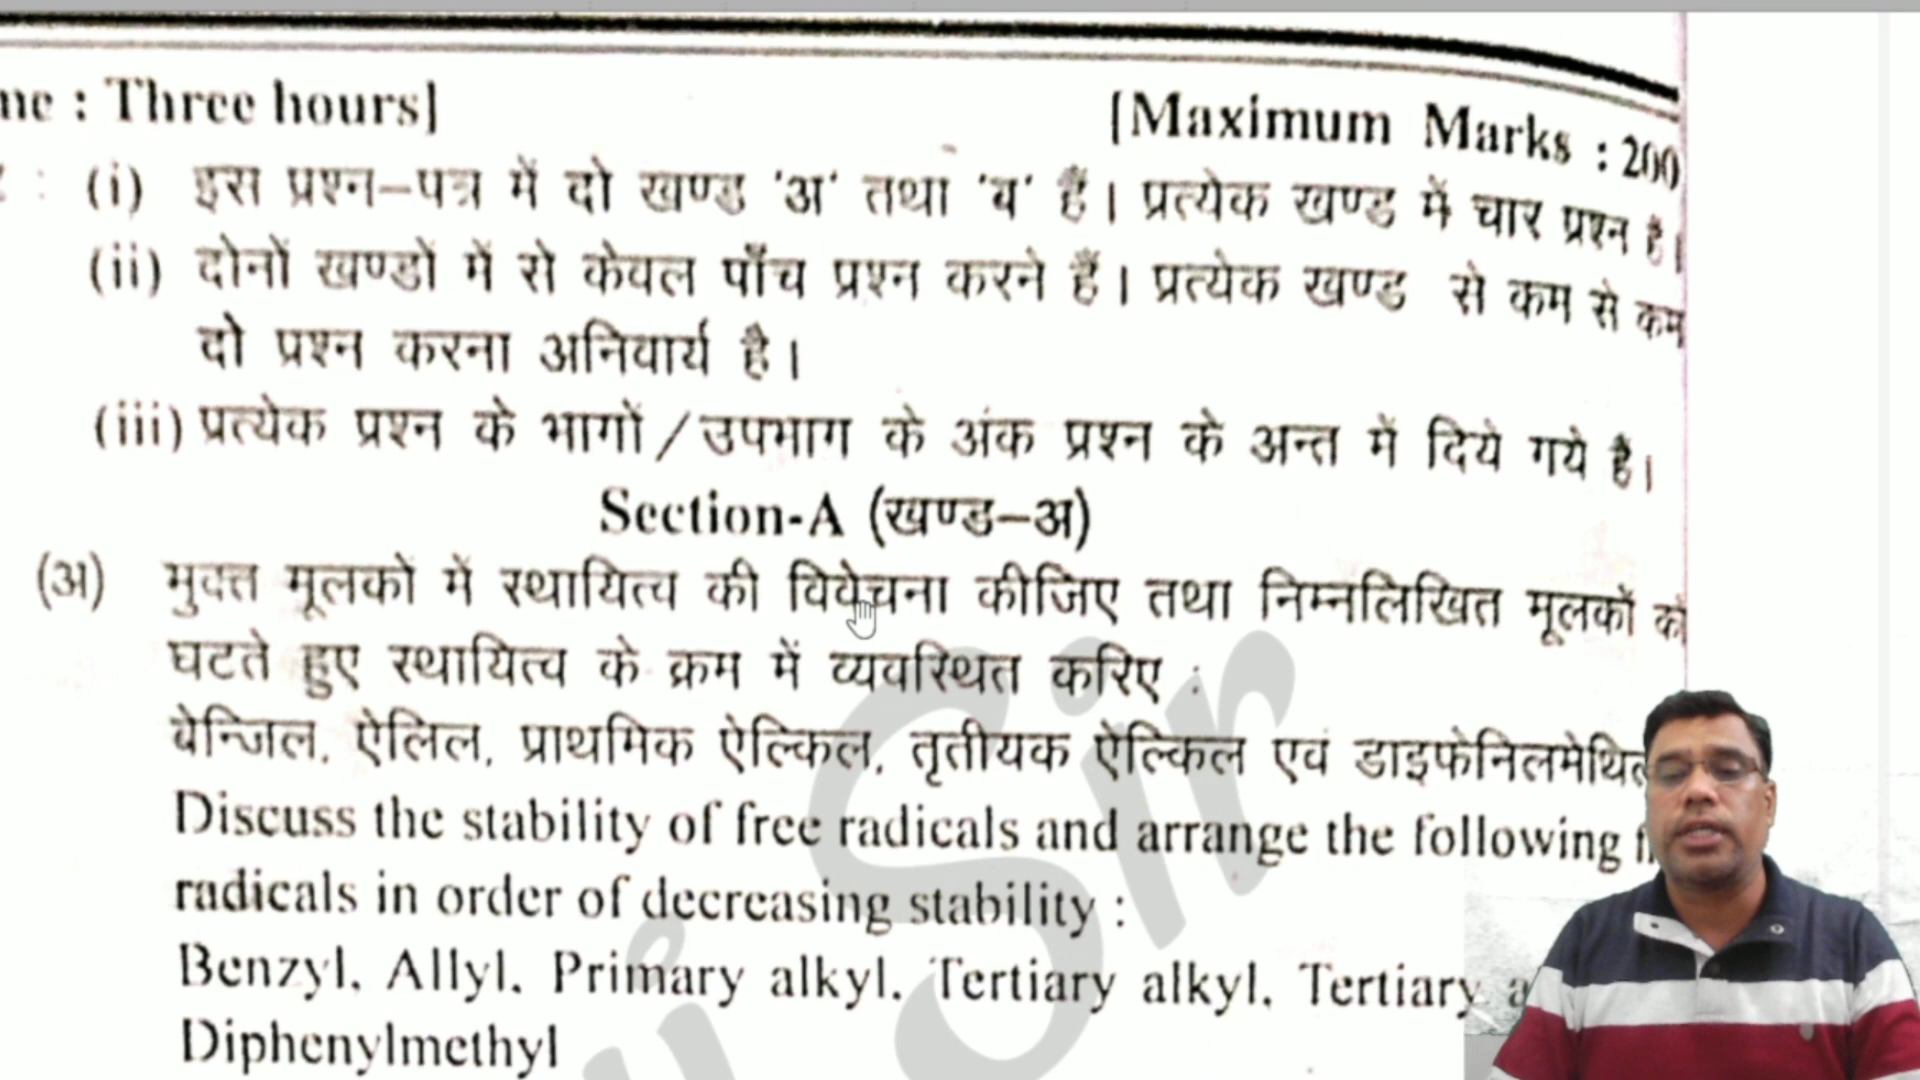 : Three hours]
[Maximum Marks : 200
: (i) इस प्रश्न–पत्र में दो खण्ड 'अ' तथा 'ब' हैं। प्रत्येक खण्ड में चार प्रश्न है।
(ii) दोनों खण्डों में से केवल पाँच प्रश्न करने हैं। प्रत्येक खण्ड से कम से कम
दो प्रश्न करना अनिवार्य है।
(iii) प्रत्येक प्रश्न के भागों/उपभाग के अंक प्रश्न के अन्त में दिये गये है।
Section-A (खण्ड–अ)
(अ) मुक्त मूलकों में स्थायित्व की विवेचना कीजिए तथा निम्नलिखित मूलकों को
घटते हुए स्थायित्व के क्रम में व्यवस्थित करिए :
बेन्जिल, ऐलिल, प्राथमिक ऐल्किल, तृतीयक ऐल्किल एवं
Discuss the stability of free radicals and arrange the following
radicals in order of decreasing stability :
Benzyl, Allyl, Primary alkyl, Tertiary alkyl, Tertiary
Diphenylmethyl
Sir